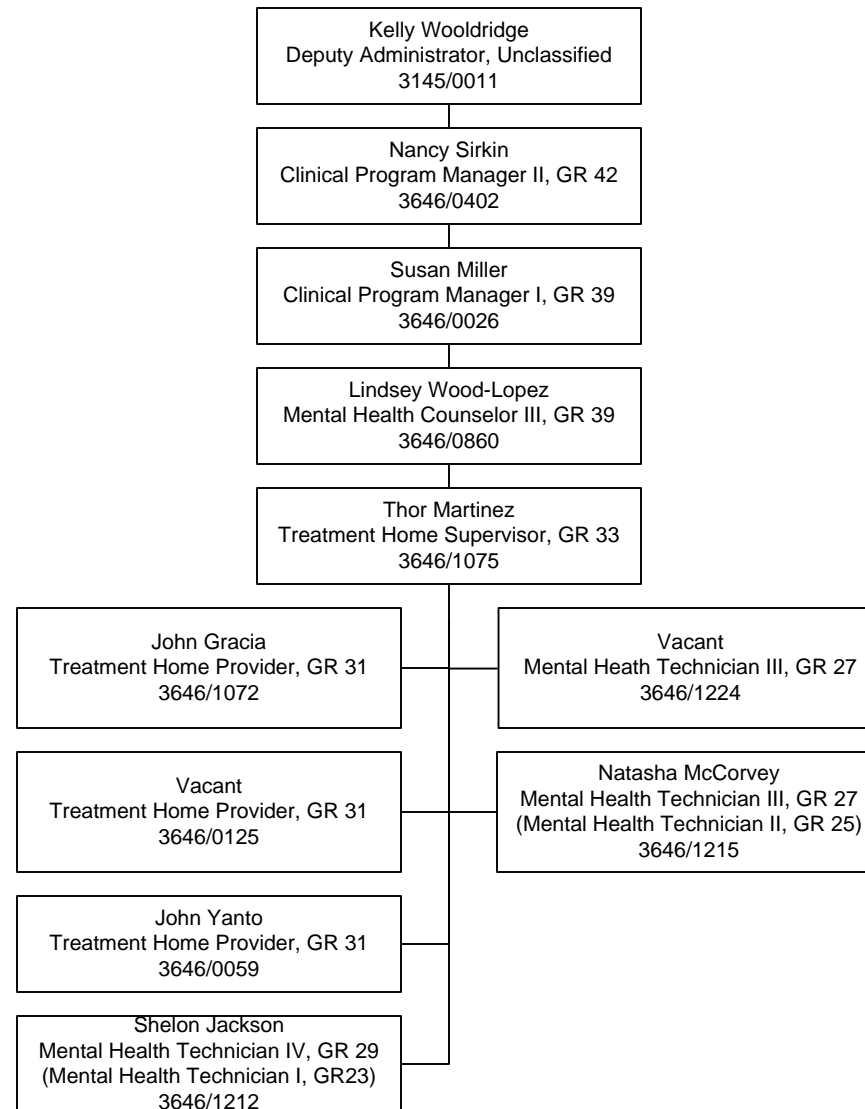 Kelly Wooldridge
Deputy Administrator, Unclassified
3145/0011
Nancy Sirkin
Clinical Program Manager II, GR 42
3646/0402
Susan Miller
Clinical Program Manager I, GR 39
3646/0026
Lindsey Wood-Lopez
Mental Health Counselor III, GR 39
3646/0860
Thor Martinez
Treatment Home Supervisor, GR 33
3646/1075
John Gracia
Treatment Home Provider, GR 31
3646/1072
Vacant
Mental Heath Technician III, GR 27
3646/1224
Vacant
Treatment Home Provider, GR 31
3646/0125
Natasha McCorvey
Mental Health Technician III, GR 27
(Mental Health Technician II, GR 25)
3646/1215
John Yanto
Treatment Home Provider, GR 31
3646/0059
Shelon Jackson
Mental Health Technician IV, GR 29
(Mental Health Technician I, GR23)
3646/1212